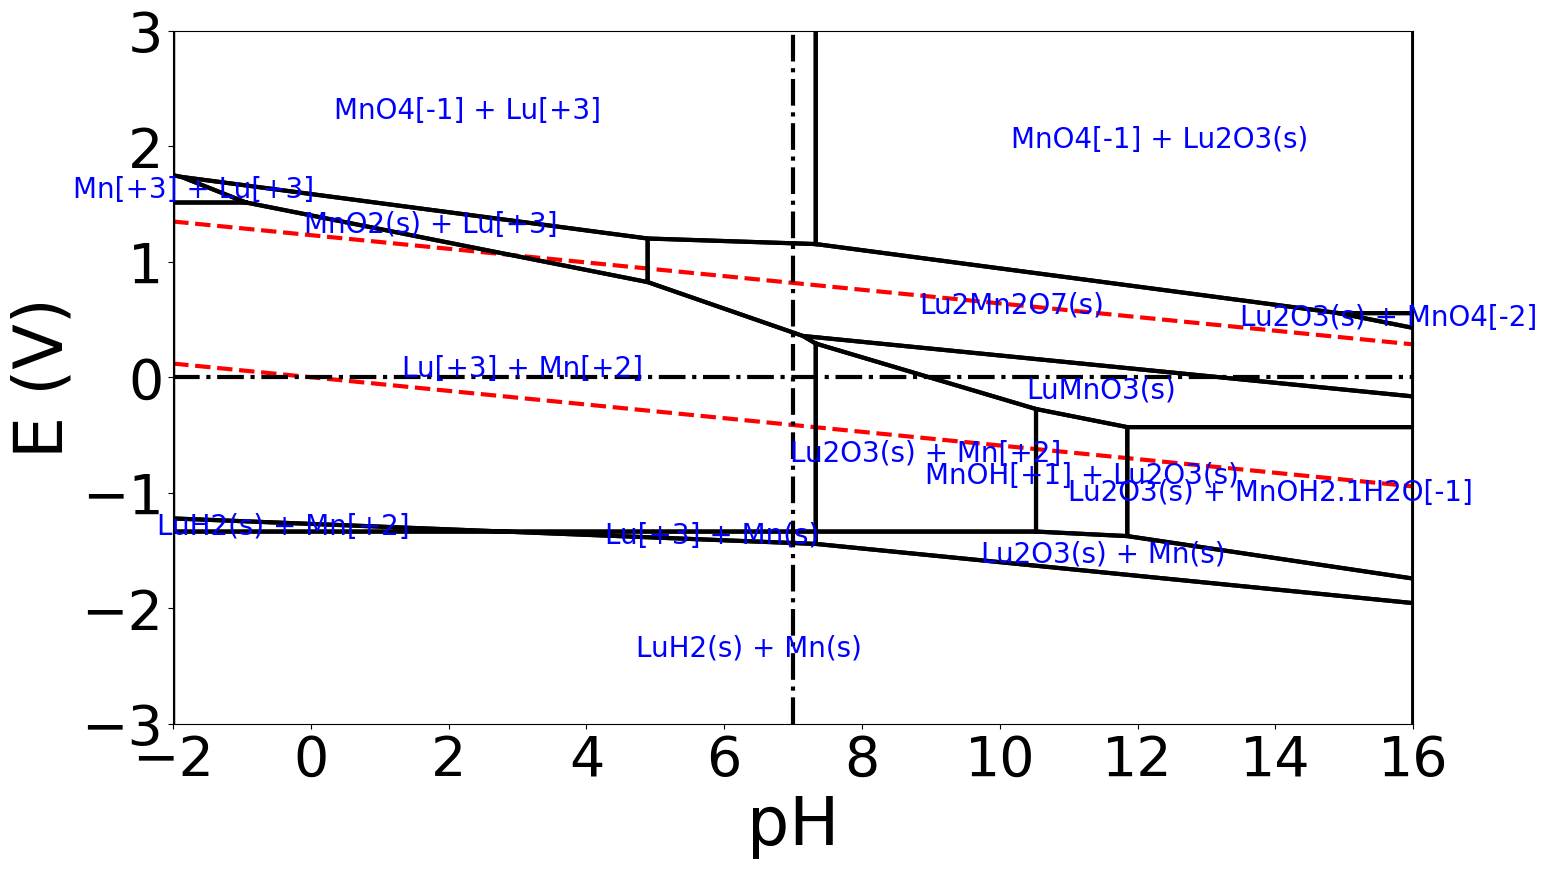 3
MnO4[-1] + Lu[+3]
MnO4[-1] + Lu2O3(s)
2
Mn[+3] + Lu[+3]
MnO2(s) + Lu[+3]
1
Lu2Mn2O7(s)
Lu2O3(s) + MnO4[-2]
E (V)
0
Lu[+3] + Mn[+2]
LuMnO3(s)
Lu2O3(s) + Mn[+2]
MnOH[+1] + Lu2O3(s)
−1
Lu2O3(s) + MnOH2.1H2O[-1]
LuH2(s) + Mn[+2]
Lu[+3] + Mn(s)
Lu2O3(s) + Mn(s)
−2
LuH2(s) + Mn(s)
−3
−2 0 2 4 6 8 10 12 14 16
pH